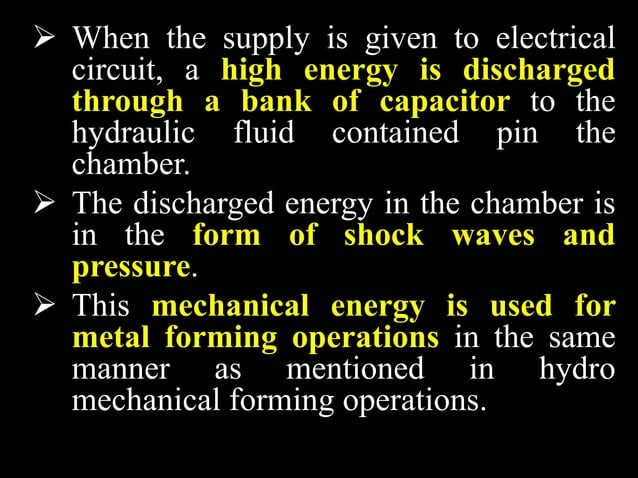 ➢ When the supply is given to electrical
circuit, a high energy is discharged
through a bank of capacitor to the
hydraulic fluid contained pin the
chamber.
➢ The discharged energy in the chamber is
in the form of shock waves and
pressure.
➢ This mechanical energy is used for
metal forming operations in the same
manner as mentioned in hydro
mechanical forming operations.